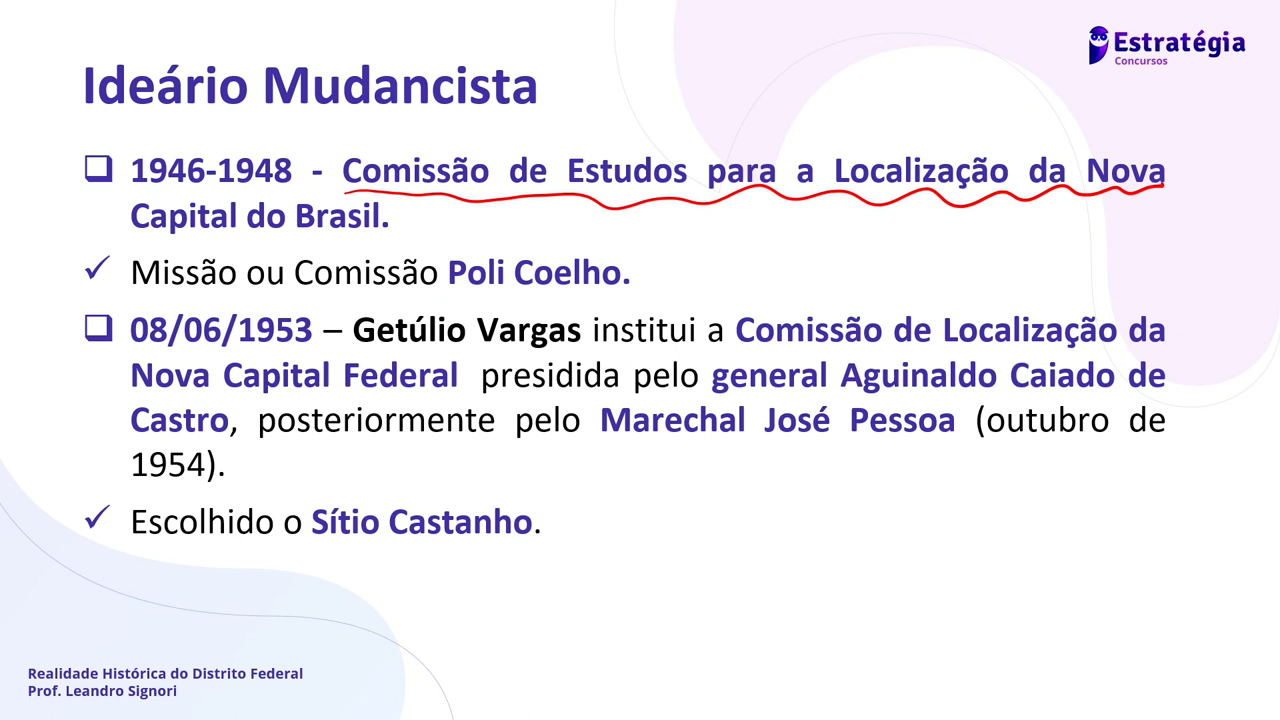 Estratégia
Concursos
Ideário Mudancista
❑ 1946-1948 - Comissão de Estudos para a Localização da Nova
Capital do Brasil.
✓ Missão ou Comissão Poli Coelho.
❑ 08/06/1953 – Getúlio Vargas institui a Comissão de Localização da
Nova Capital Federal presidida pelo general Aguinaldo Caiado de
Castro, posteriormente pelo Marechal José Pessoa (outubro de
1954).
✓ Escolhido o Sítio Castanho.
Realidade Histórica do Distrito Federal
Prof. Leandro Signori